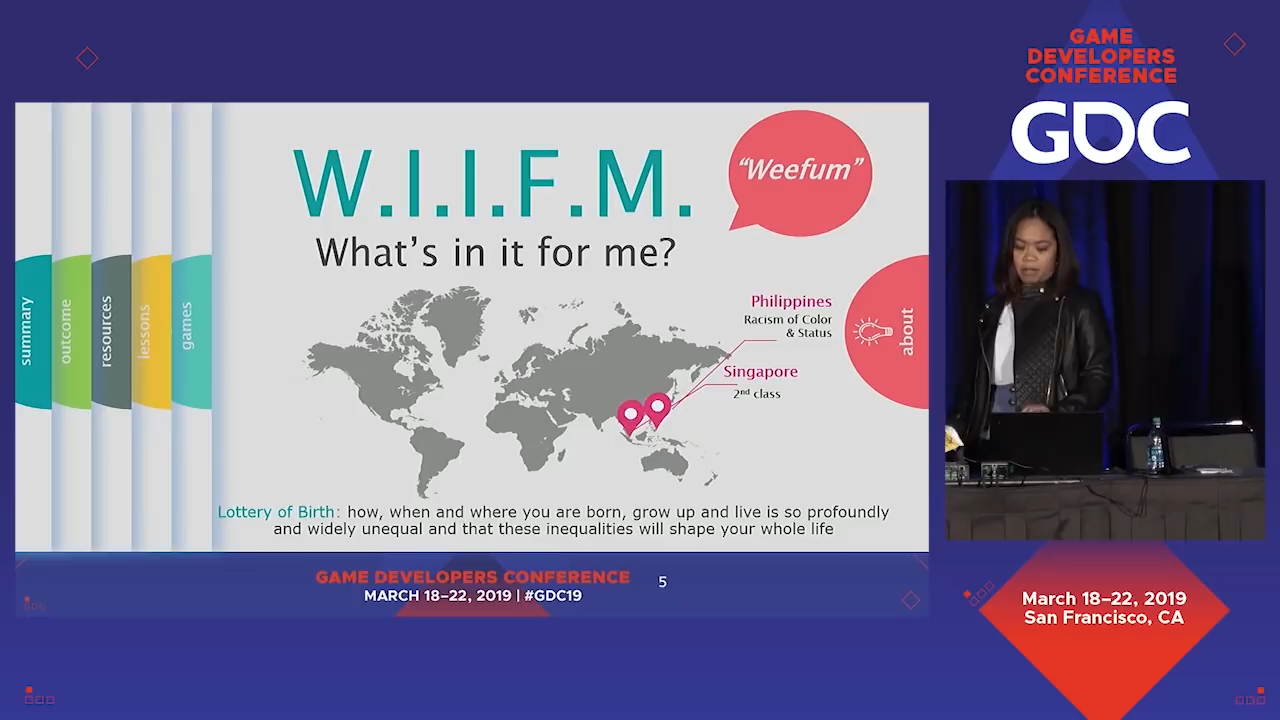 GAME
DEVELOPERS
CONFERENCE
GDC
W.I.I.F.M.
"Weefum"
What's in it for me?
summary
outcome
resources
lessons
games
about
Philippines
Racism of Color
& Status
Singapore
2nd class
Lottery of Birth: how, when and where you are born, grow up and live is so profoundly
and widely unequal and that these inequalities will shape your whole life
GAME DEVELOPERS CONFERENCE
MARCH 18–22, 2019 | #GDC19
5
March 18–22, 2019
San Francisco, CA